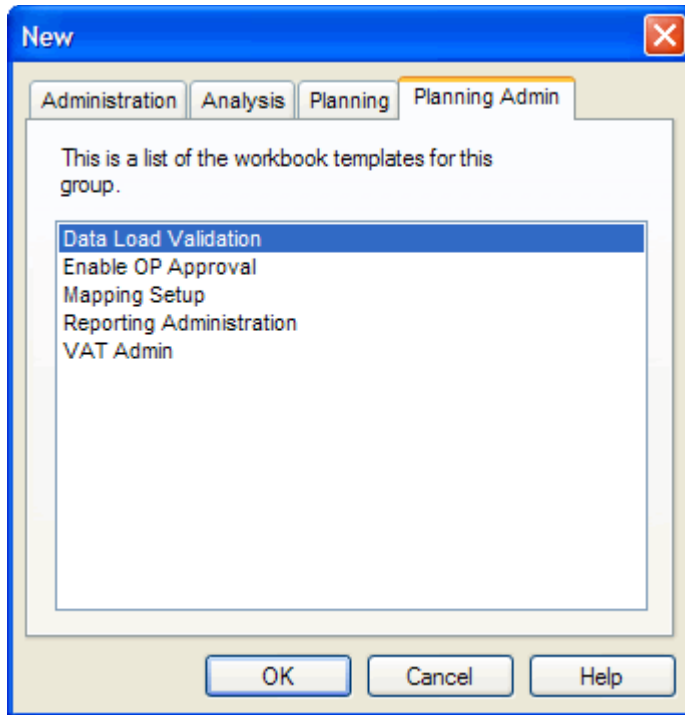 New
Administration Analysis Planning Planning Admin
This is a list of the workbook templates for this
group.
Data Load Validation
Enable OP Approval
Mapping Setup
Reporting Administration
VAT Admin
OK Cancel Help